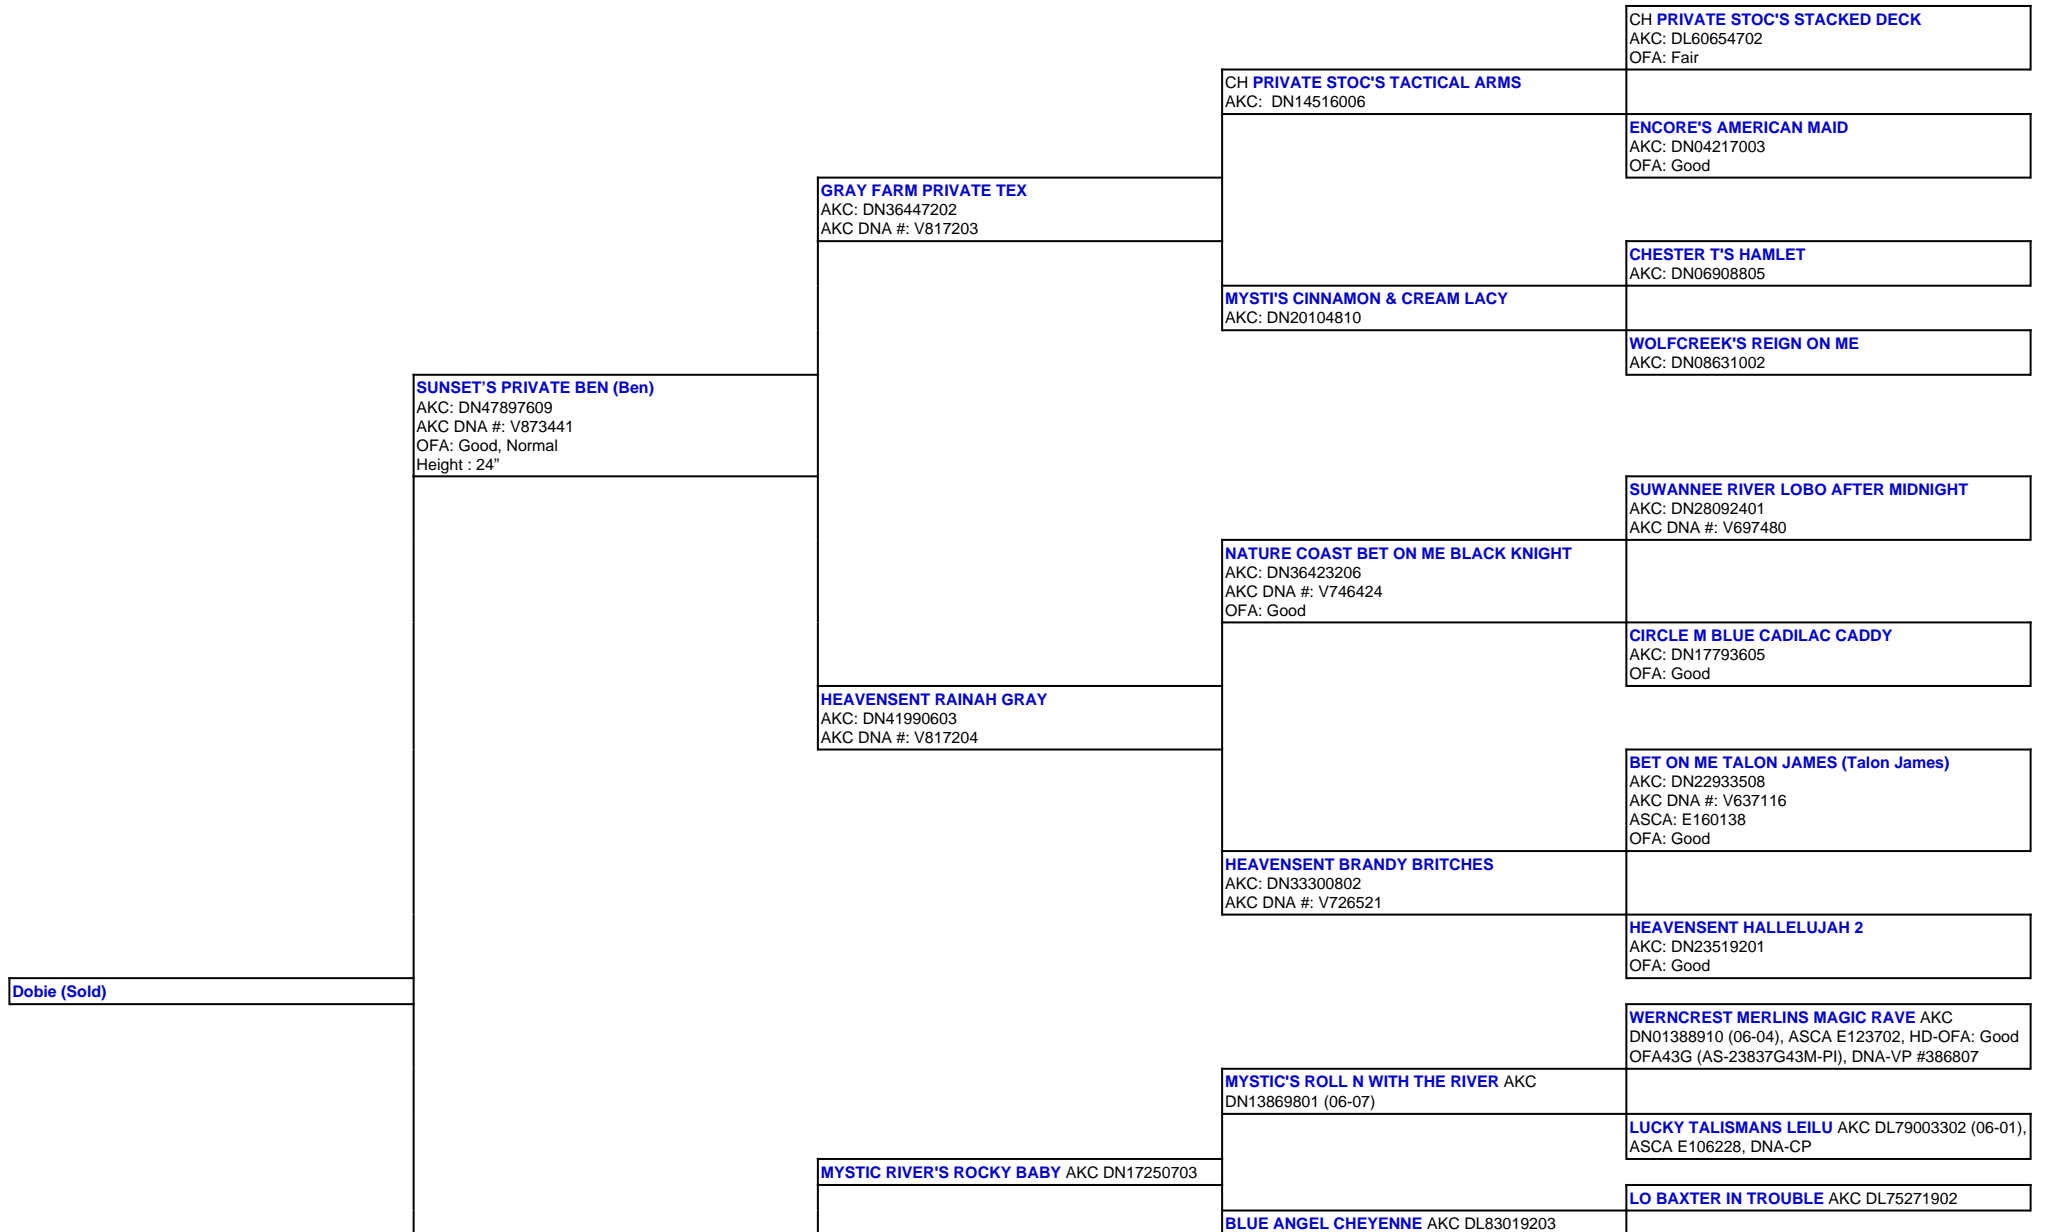 CH PRIVATE STOC'S STACKED DECK
AKC: DL60654702
OFA: Fair
CH PRIVATE STOC'S TACTICAL ARMS
AKC:  DN14516006
ENCORE'S AMERICAN MAID
AKC: DN04217003
OFA: Good
GRAY FARM PRIVATE TEX
AKC: DN36447202
AKC DNA #: V817203
CHESTER T'S HAMLET
AKC: DN06908805
MYSTI'S CINNAMON & CREAM LACY
AKC: DN20104810
WOLFCREEK'S REIGN ON ME
AKC: DN08631002
SUNSET’S PRIVATE BEN (Ben)
AKC: DN47897609
AKC DNA #: V873441
OFA: Good, Normal
Height : 24”
SUWANNEE RIVER LOBO AFTER MIDNIGHT
AKC: DN28092401
AKC DNA #: V697480
NATURE COAST BET ON ME BLACK KNIGHT
AKC: DN36423206
AKC DNA #: V746424
OFA: Good
CIRCLE M BLUE CADILAC CADDY
AKC: DN17793605
OFA: Good
HEAVENSENT RAINAH GRAY
AKC: DN41990603
AKC DNA #: V817204
BET ON ME TALON JAMES (Talon James)
AKC: DN22933508
AKC DNA #: V637116
ASCA: E160138
OFA: Good
HEAVENSENT BRANDY BRITCHES
AKC: DN33300802
AKC DNA #: V726521
HEAVENSENT HALLELUJAH 2
AKC: DN23519201
OFA: Good
Dobie (Sold)
WERNCREST MERLINS MAGIC RAVE AKC
DN01388910 (06-04), ASCA E123702, HD-OFA: Good
OFA43G (AS-23837G43M-PI), DNA-VP #386807
MYSTIC'S ROLL N WITH THE RIVER AKC
DN13869801 (06-07)
LUCKY TALISMANS LEILU AKC DL79003302 (06-01),
ASCA E106228, DNA-CP
MYSTIC RIVER'S ROCKY BABY AKC DN17250703
LO BAXTER IN TROUBLE AKC DL75271902
BLUE ANGEL CHEYENNE AKC DL83019203